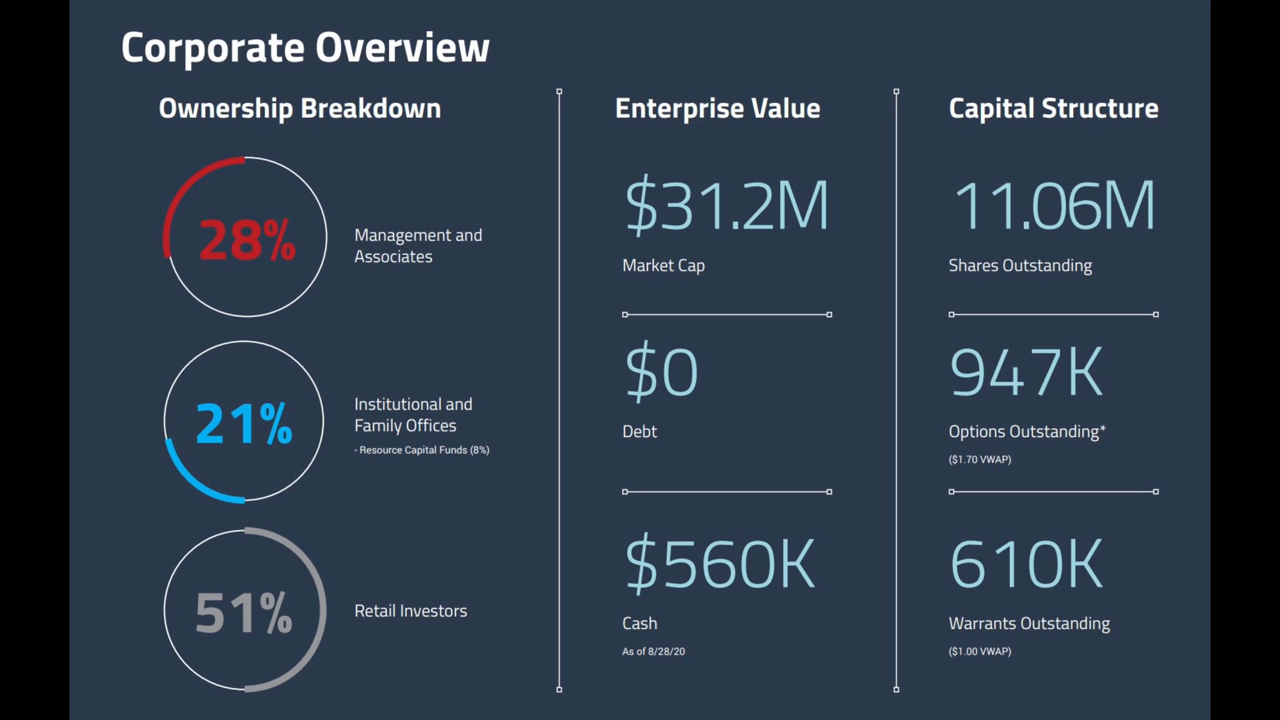 Corporate Overview
Ownership Breakdown
28%
Management and
Associates
21%
Institutional and
Family Offices
- Resource Capital Funds (8%)
51%
Retail Investors
Enterprise Value
$31.2M
Market Cap
$0
Debt
$560K
Cash
As of 8/28/20
Capital Structure
11.06M
Shares Outstanding
947K
Options Outstanding*
($1.70 VWAP)
610K
Warrants Outstanding
($1.00 VWAP)